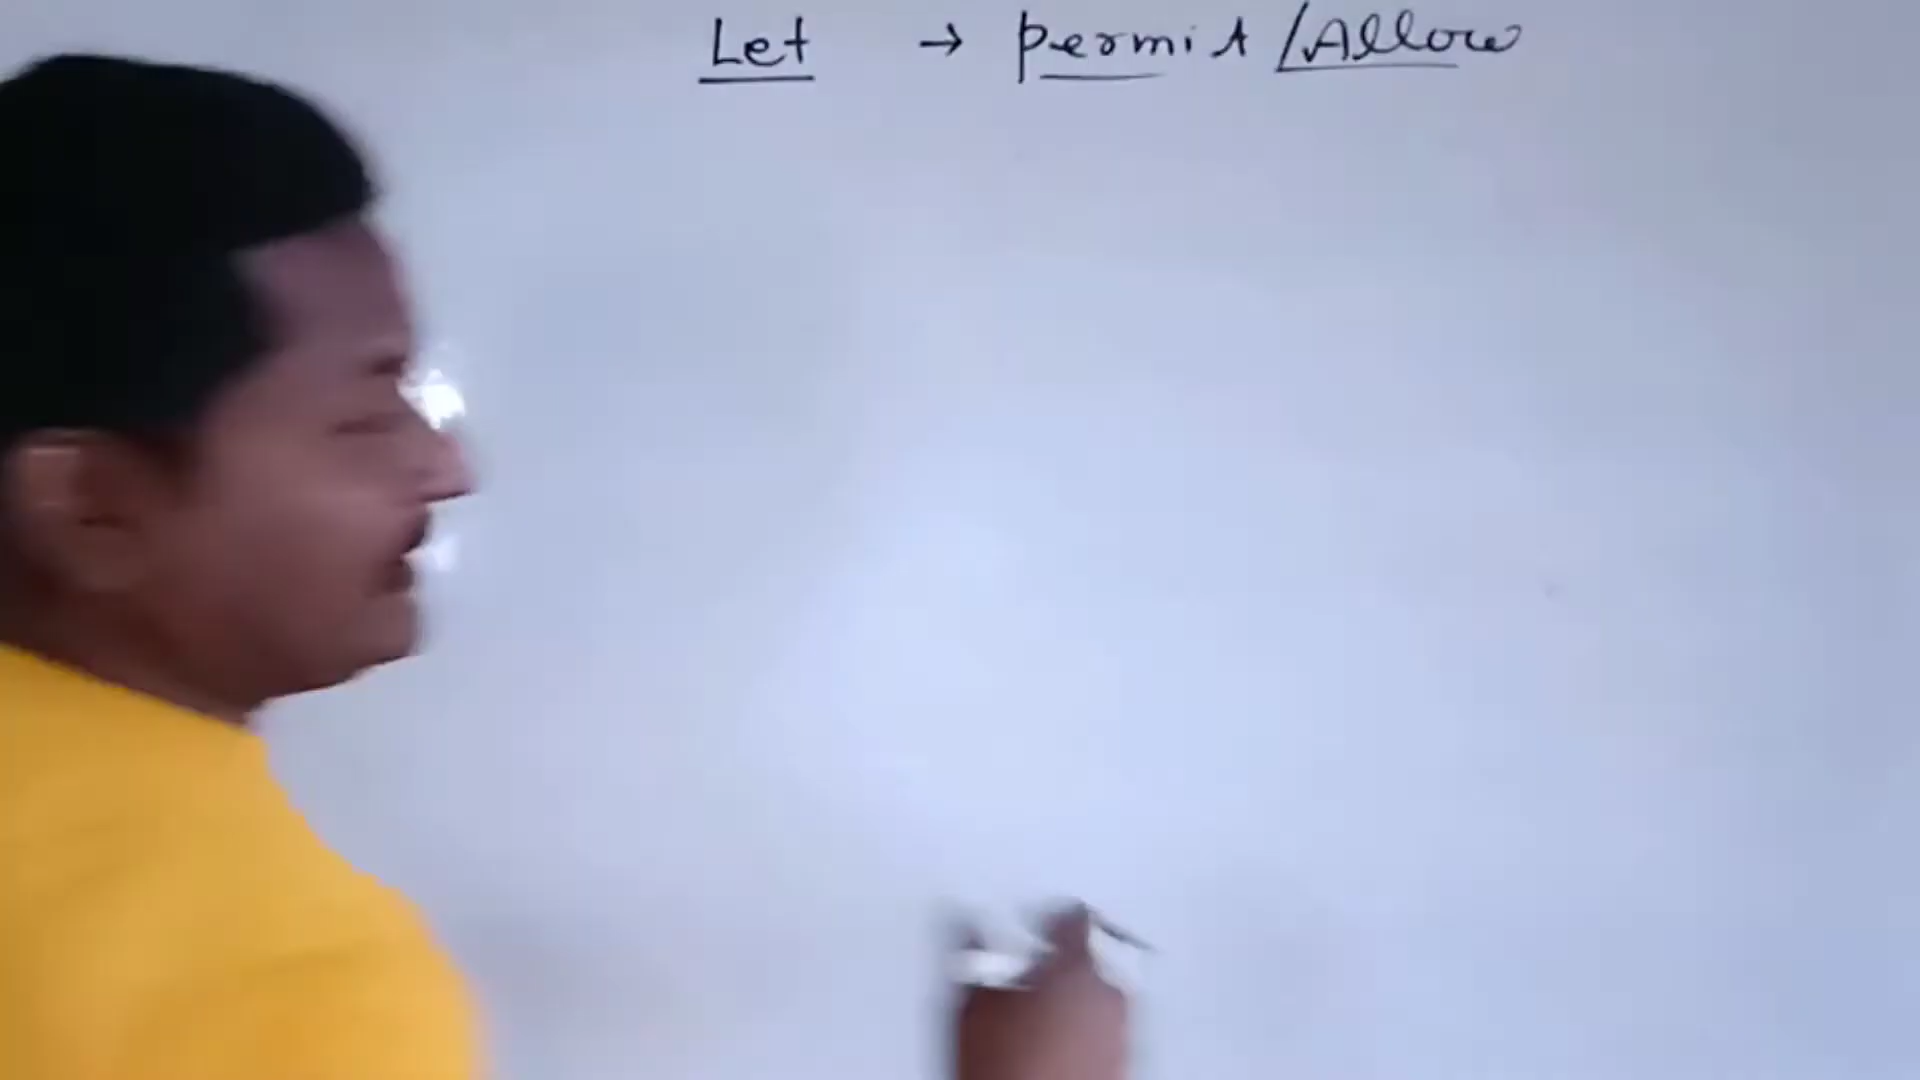 Let → permit / Allow